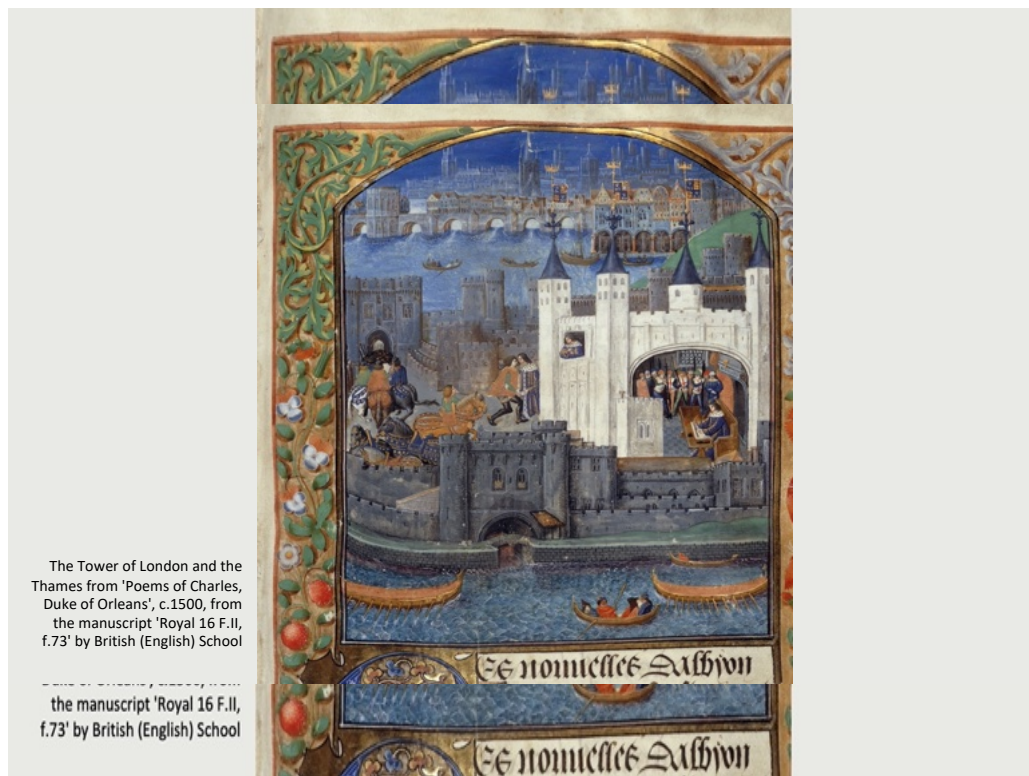 The Tower of London and the
Thames from 'Poems of Charles,
Duke of Orleans', c.1500, from
the manuscript 'Royal 16 F.II,
f.73' by British (English) School
the manuscript 'Royal 16 F.II,
f.73' by British (English) School
es nouuelles dalbyon
es nouuelles dalbyon